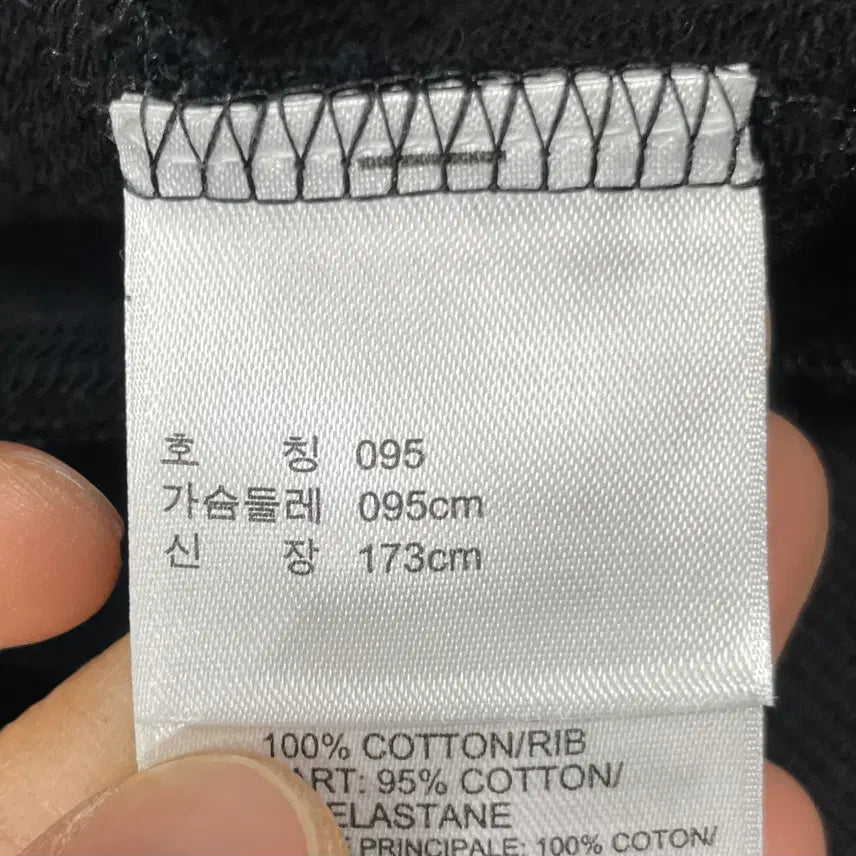 호 칭 095
가슴둘레 095cm
신 장 173cm
100% COTTON/RIB
ART: 95% COTTON/
ELASTANE
PRINCIPALE: 100% COTON/